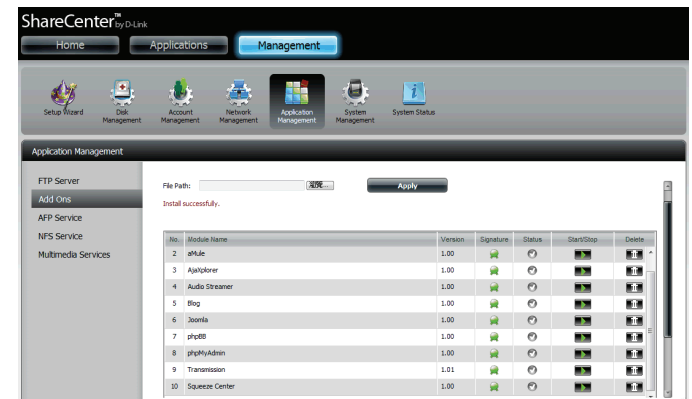 ShareCenter™ by D-Link
Home Applications Management
Setup Wizard Disk Management Account Management Network Management Application Management System Management System Status
Application Management
FTP Server
Add Ons
AFP Service
NFS Service
Multimedia Services
File Path: Apply
Install successfully.
No. Module Name Version Signature Status Start/Stop Delete
2 aMule 1.00
3 AjaXplorer 1.00
4 Audio Streamer 1.00
5 Blog 1.00
6 Joomla 1.00
7 phpBB 1.00
8 phpMyAdmin 1.00
9 Transmission 1.01
10 Squeeze Center 1.00